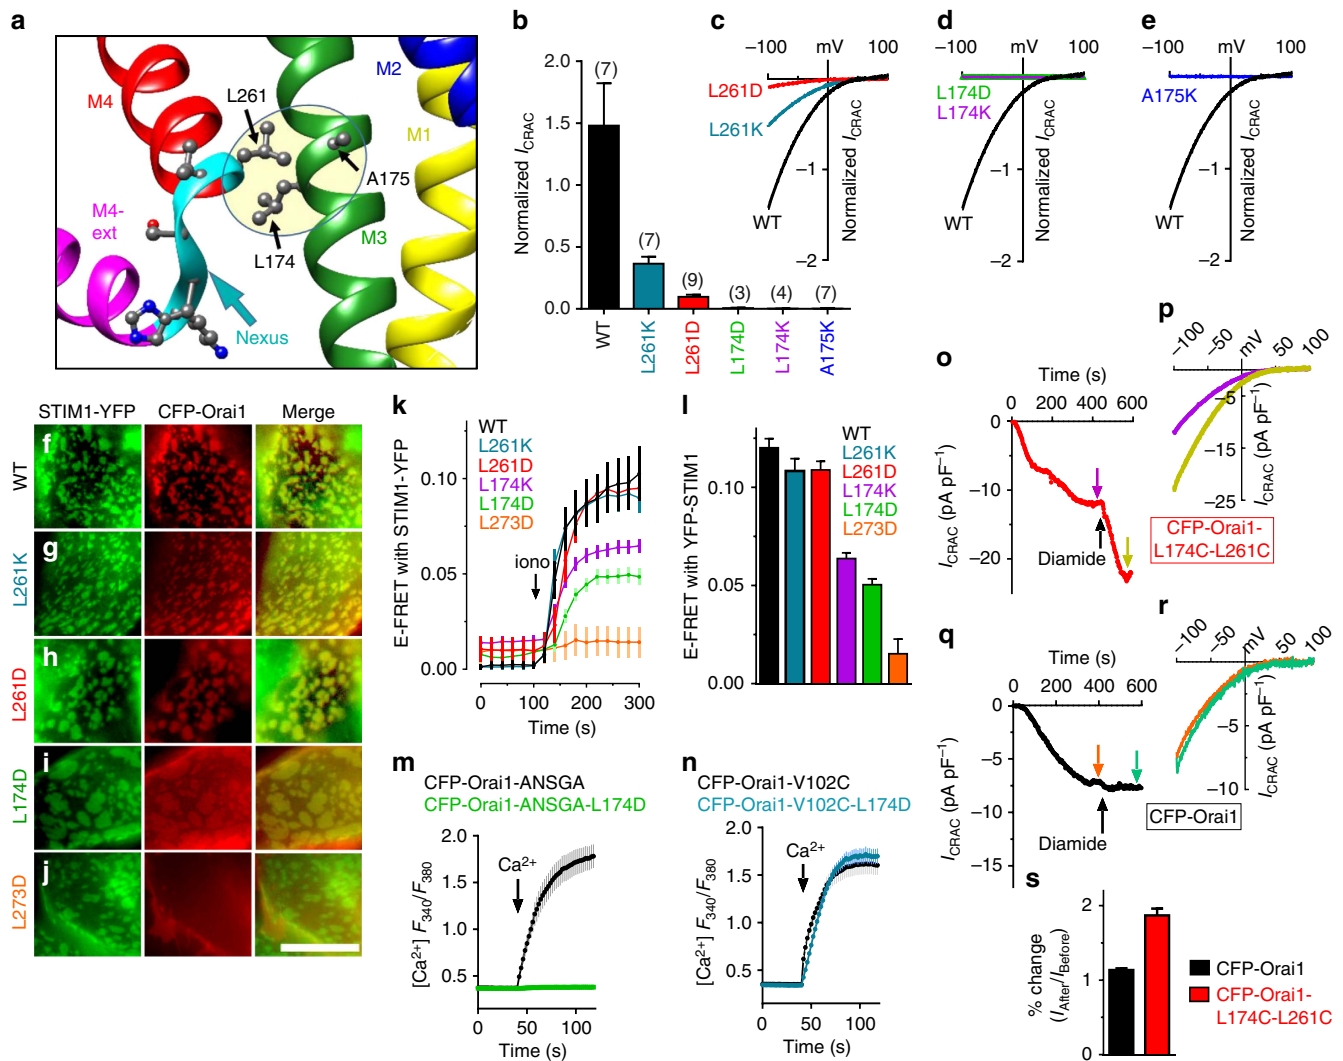 a
M4
L261
M2
M1
A175
M4-
ext
M3
L174
Nexus
b
Normalized ICRAC
2.0
1.5
1.0
0.5
0.0
(7)
(7)
(9)
(3)
(4)
(7)
WT
L261K
L261D
L174D
L174K
A175K
c
−100
mV
100
L261D
L261K
WT
−1
−2
Normalized ICRAC
d
−100
mV
100
L174D
L174K
WT
−1
−2
Normalized ICRAC
e
−100
mV
100
A175K
WT
−1
−2
Normalized ICRAC
STIM1-YFP
CFP-Orai1
Merge
f
WT
g
L261K
h
L261D
i
L174D
j
L273D
k
E-FRET with STIM1-YFP
WT
L261K
L261D
L174K
L174D
L273D
iono
0.10
0.05
0.00
0
100
200
300
Time (s)
l
E-FRET with YFP-STIM1
WT
L261K
L261D
L174K
L174D
L273D
0.10
0.05
0.00
m
CFP-Orai1-ANSGA
CFP-Orai1-ANSGA-L174D
[Ca²⁺] F340/F380
2.0
1.5
1.0
0.5
Ca²⁺
0
50
100
Time (s)
n
CFP-Orai1-V102C
CFP-Orai1-V102C-L174D
[Ca²⁺] F340/F380
2.0
1.5
1.0
0.5
Ca²⁺
0
50
100
Time (s)
o
Time (s)
0
200
400
600
0
−10
−20
ICRAC (pA pF⁻¹)
Diamide
p
−100
−50
mV
50
100
−5
−15
−25
ICRAC (pA pF⁻¹)
CFP-Orai1-
L174C-L261C
q
Time (s)
0
200
400
600
0
−5
−10
−15
ICRAC (pA pF⁻¹)
Diamide
r
−100
−50
mV
50
100
−5
−10
ICRAC (pA pF⁻¹)
CFP-Orai1
s
% change
(IAfter/IBefore)
2
1
0
CFP-Orai1
CFP-Orai1-
L174C-L261C